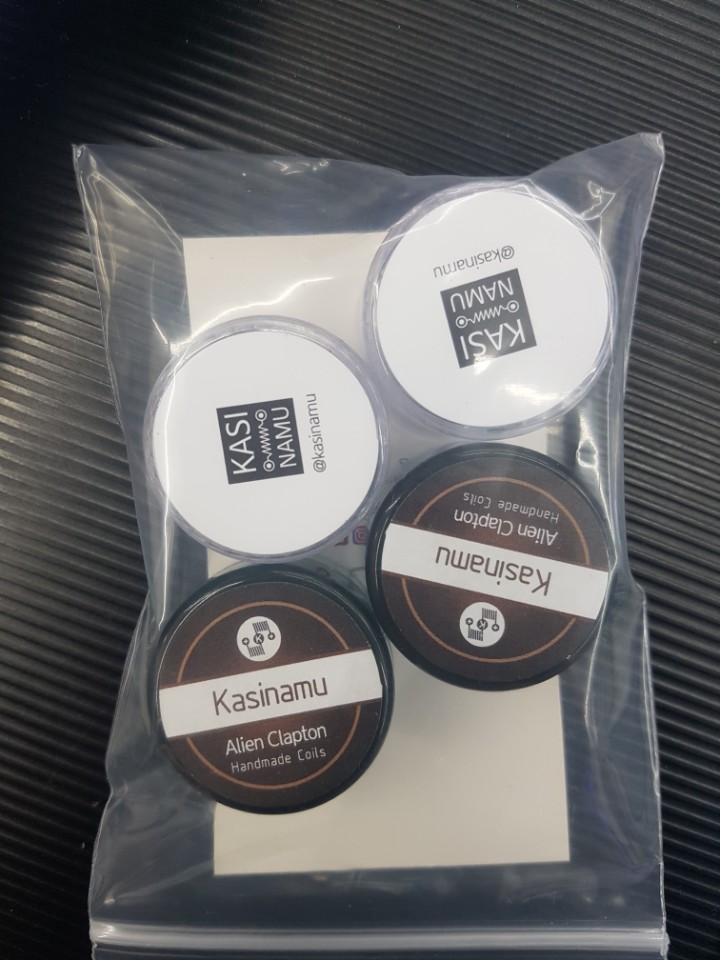 @kasinamu
KASI
NAMU
KASI
NAMU
@kasinamu
Kasinamu
Alien Clapton
Handmade Coils
K
Kasinamu
Alien Clapton
Handmade Coils
K